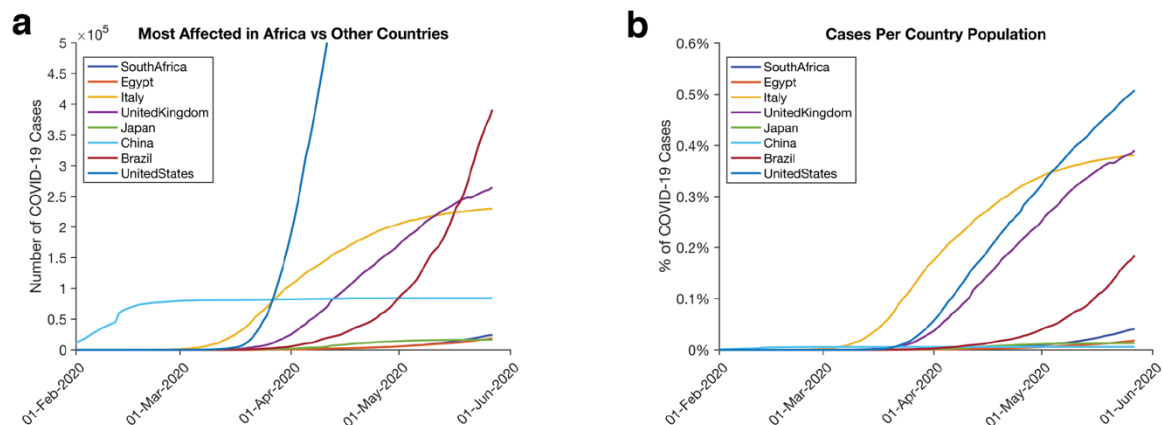 a
Most Affected in Africa vs Other Countries
×10⁵
5
4.5
4
3.5
3
2.5
2
1.5
1
0.5
0
Number of COVID-19 Cases
SouthAfrica
Egypt
Italy
UnitedKingdom
Japan
China
Brazil
UnitedStates
01-Feb-2020
01-Mar-2020
01-Apr-2020
01-May-2020
01-Jun-2020
b
Cases Per Country Population
0.6%
0.5%
0.4%
0.3%
0.2%
0.1%
0%
% of COVID-19 Cases
SouthAfrica
Egypt
Italy
UnitedKingdom
Japan
China
Brazil
UnitedStates
01-Feb-2020
01-Mar-2020
01-Apr-2020
01-May-2020
01-Jun-2020